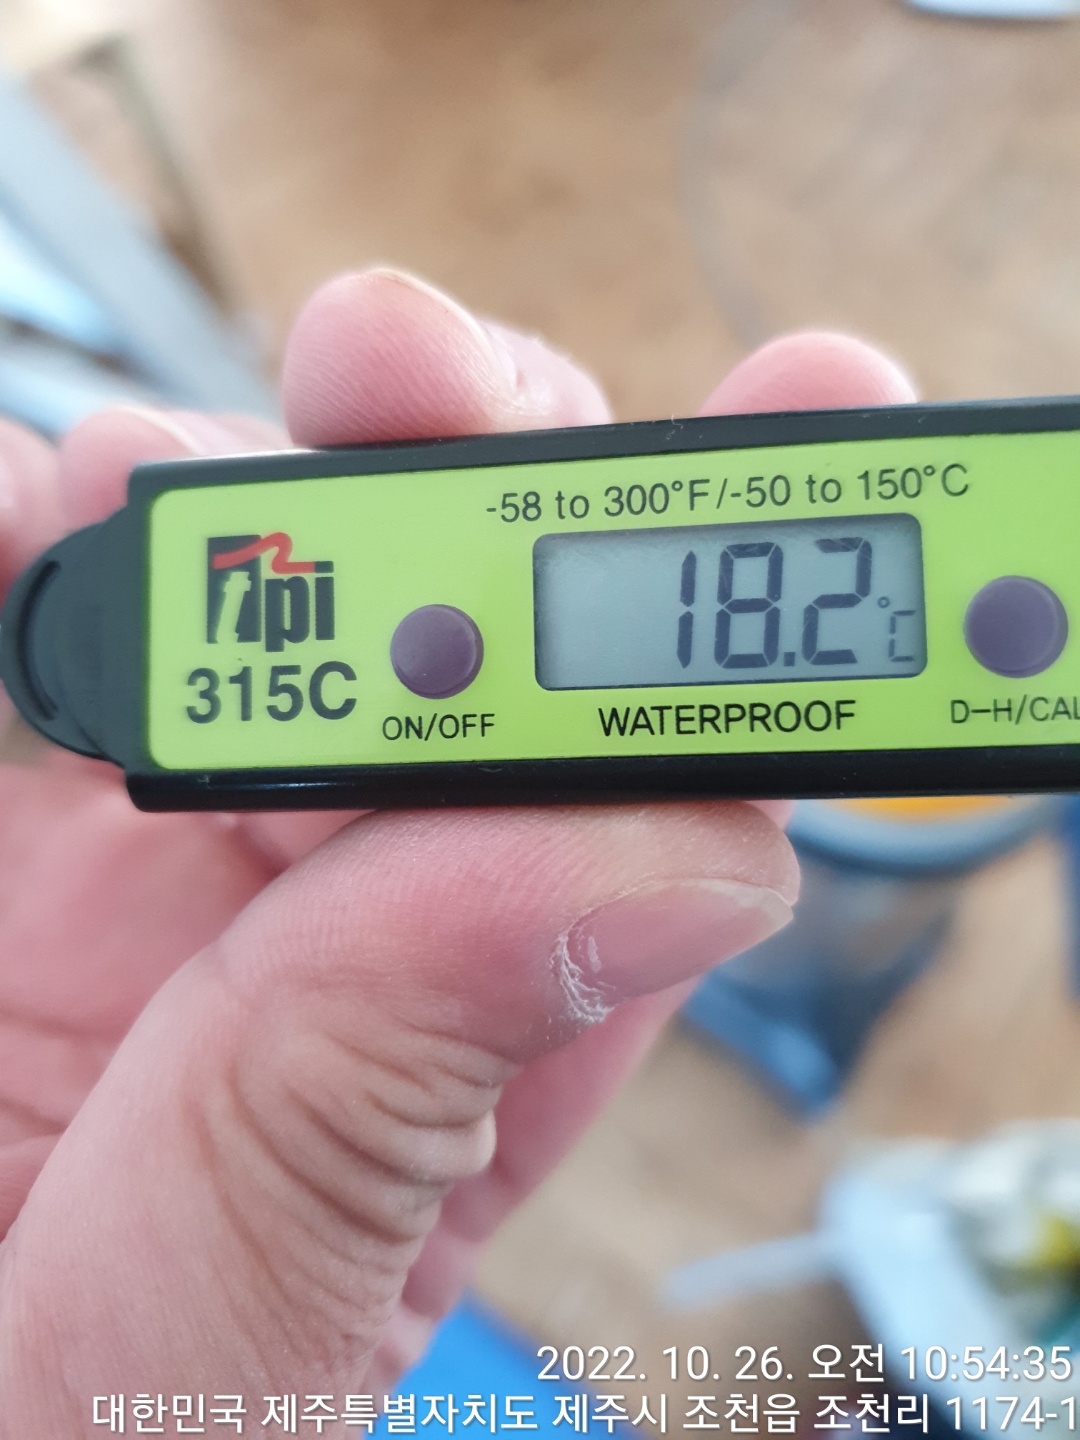 -58 to 300°F/-50 to 150°C
tpi
315C
18.2°C
ON/OFF
WATERPROOF
D-H/CAL
2022. 10. 26. 오전 10:54:35
대한민국 제주특별자치도 제주시 조천읍 조천리 1174-1